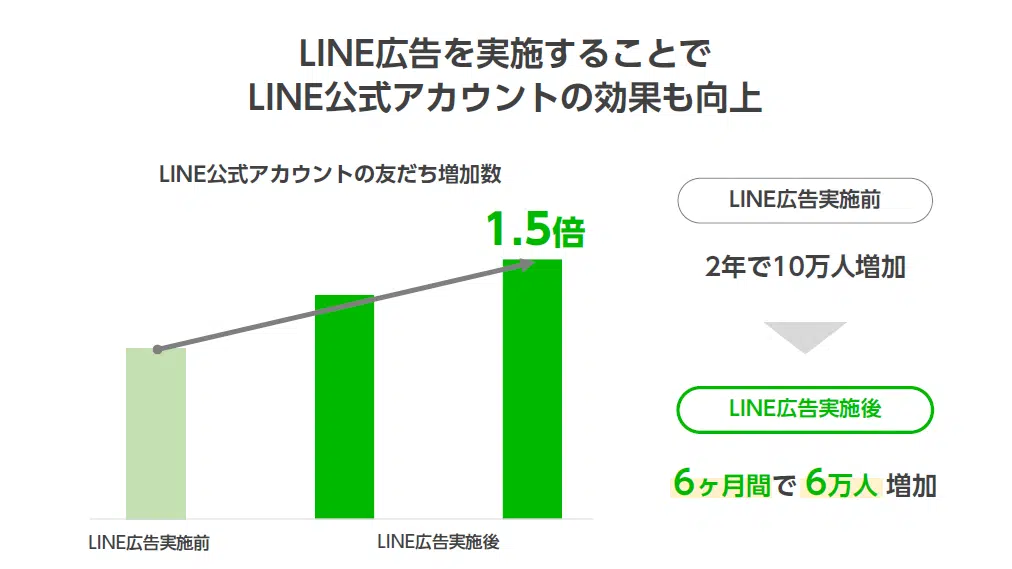 LINE広告を実施することで
LINE公式アカウントの効果も向上
LINE公式アカウントの友だち増加数
1.5倍
LINE広告実施前
LINE広告実施後
LINE広告実施前
2年で10万人増加
LINE広告実施後
6ヶ月間で 6万人 増加